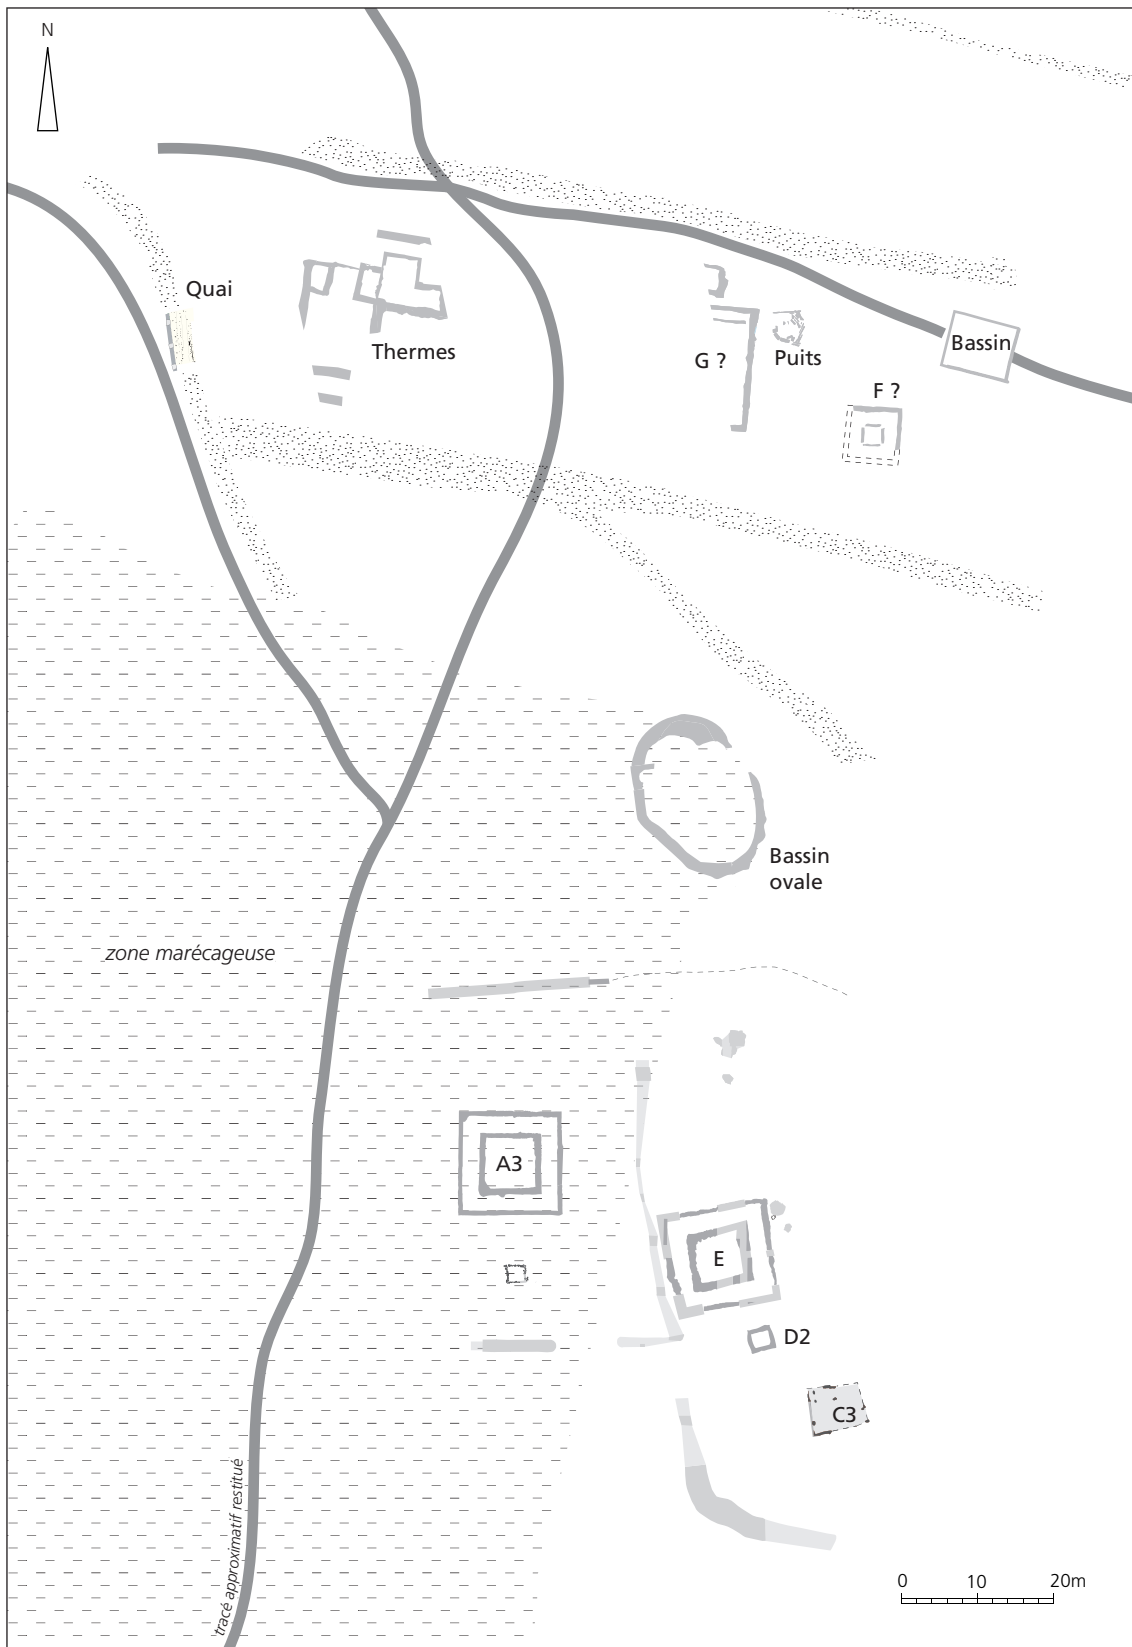 N
Quai
Thermes
G ?
Puits
Bassin
F ?
Bassin
ovale
zone marécageuse
A3
E
D2
C3
tracé approximatif restitué
0 10 20m